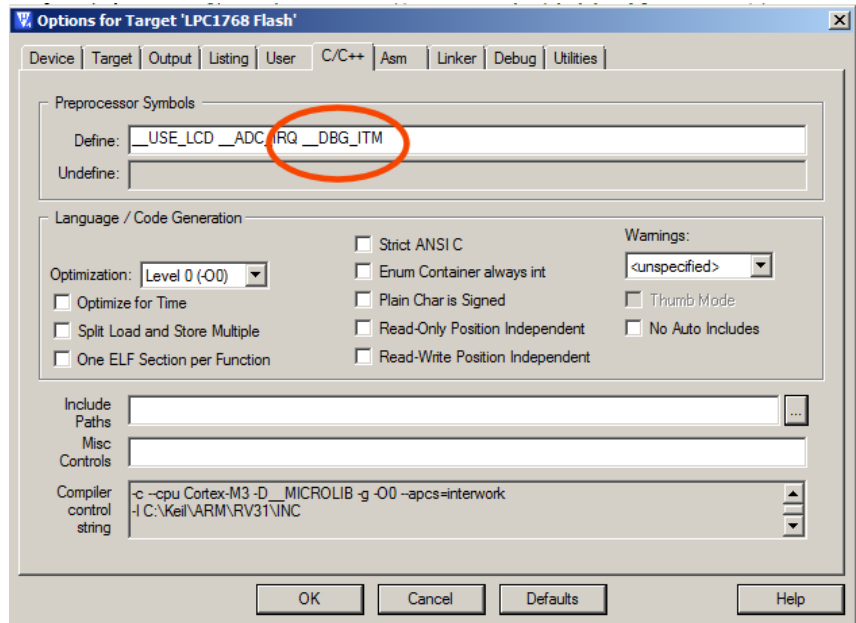 Options for Target 'LPC1768 Flash'
Device Target Output Listing User C/C++ Asm Linker Debug Utilities
Preprocessor Symbols
Define: __USE_LCD __ADC_IRQ __DBG_ITM
Undefine:
Language / Code Generation
Optimization: Level 0 (-O0)
Optimize for Time
Split Load and Store Multiple
One ELF Section per Function
Strict ANSI C
Enum Container always int
Plain Char is Signed
Read-Only Position Independent
Read-Write Position Independent
Warnings:
<unspecified>
Thumb Mode
No Auto Includes
Include
Paths
...
Misc
Controls
Compiler
control
string
-c --cpu Cortex-M3 -D__MICROLIB -g -O0 --apcs=interwork
-I C:\Keil\ARM\RV31\INC
OK Cancel Defaults Help